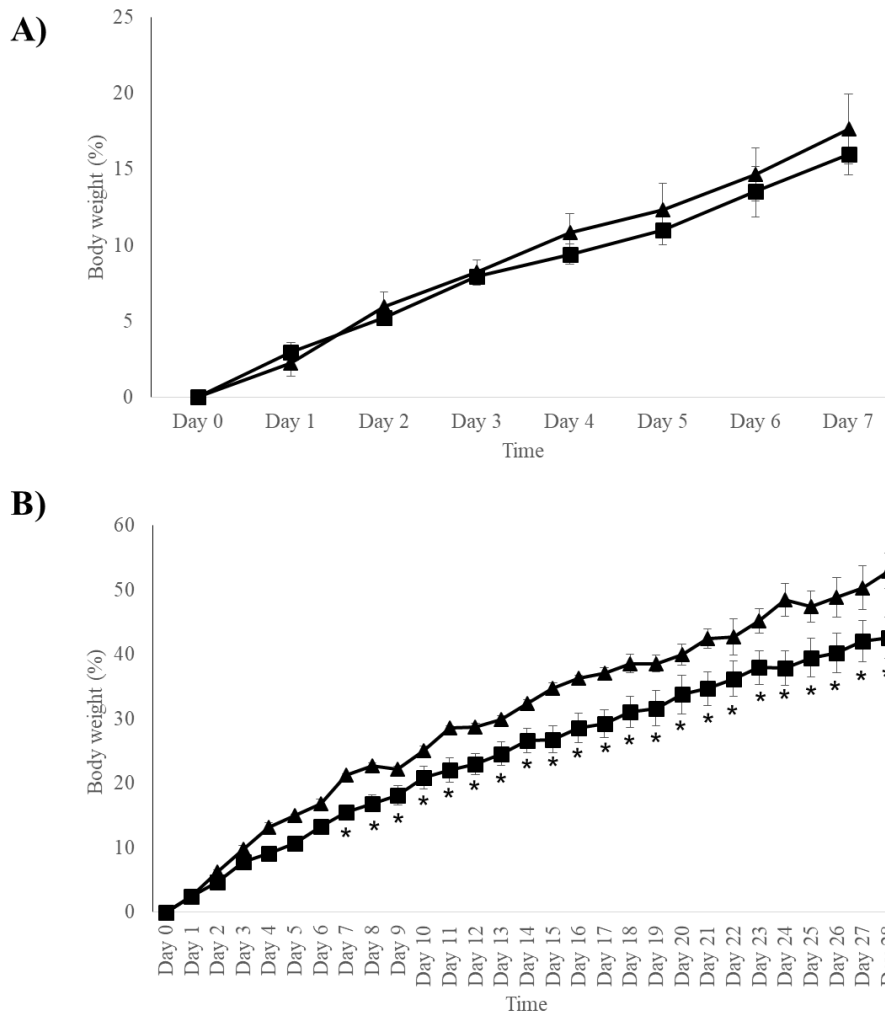 A)
25
20
15
10
5
0
Body weight (%)
Day 0 Day 1 Day 2 Day 3 Day 4 Day 5 Day 6 Day 7
Time
B)
60
50
40
30
20
10
0
Body weight (%)
* * * * * * * * * * * * * * * * * * * * * *
Day 0 Day 1 Day 2 Day 3 Day 4 Day 5 Day 6 Day 7 Day 8 Day 9 Day 10 Day 11 Day 12 Day 13 Day 14 Day 15 Day 16 Day 17 Day 18 Day 19 Day 20 Day 21 Day 22 Day 23 Day 24 Day 25 Day 26 Day 27 Day 28
Time